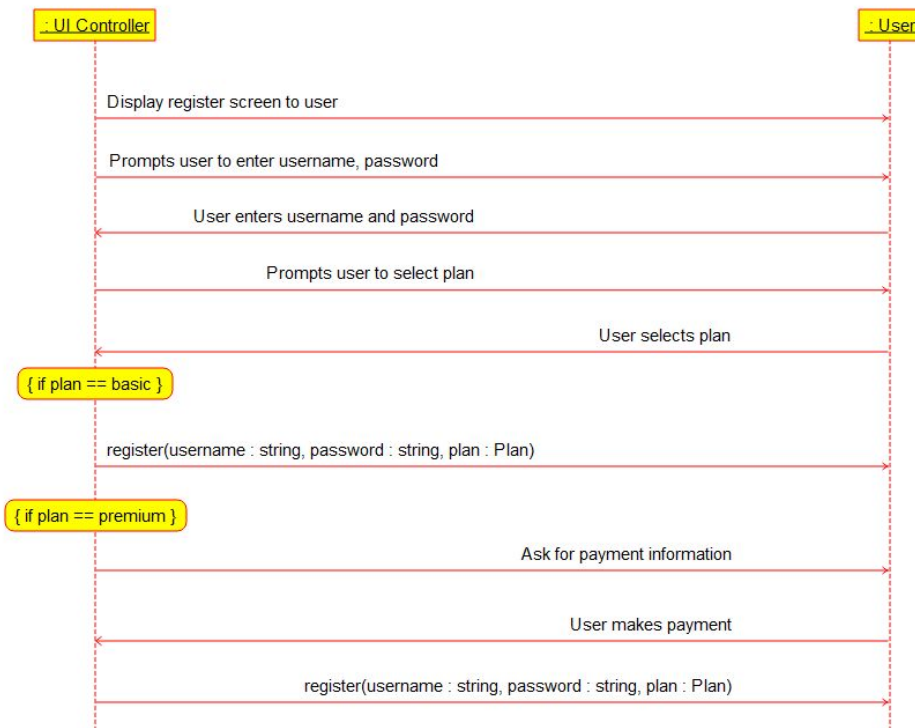 : UI Controller
: User
Display register screen to user
Prompts user to enter username, password
User enters username and password
Prompts user to select plan
User selects plan
{ if plan == basic }
register(username : string, password : string, plan : Plan)
{ if plan == premium }
Ask for payment information
User makes payment
register(username : string, password : string, plan : Plan)